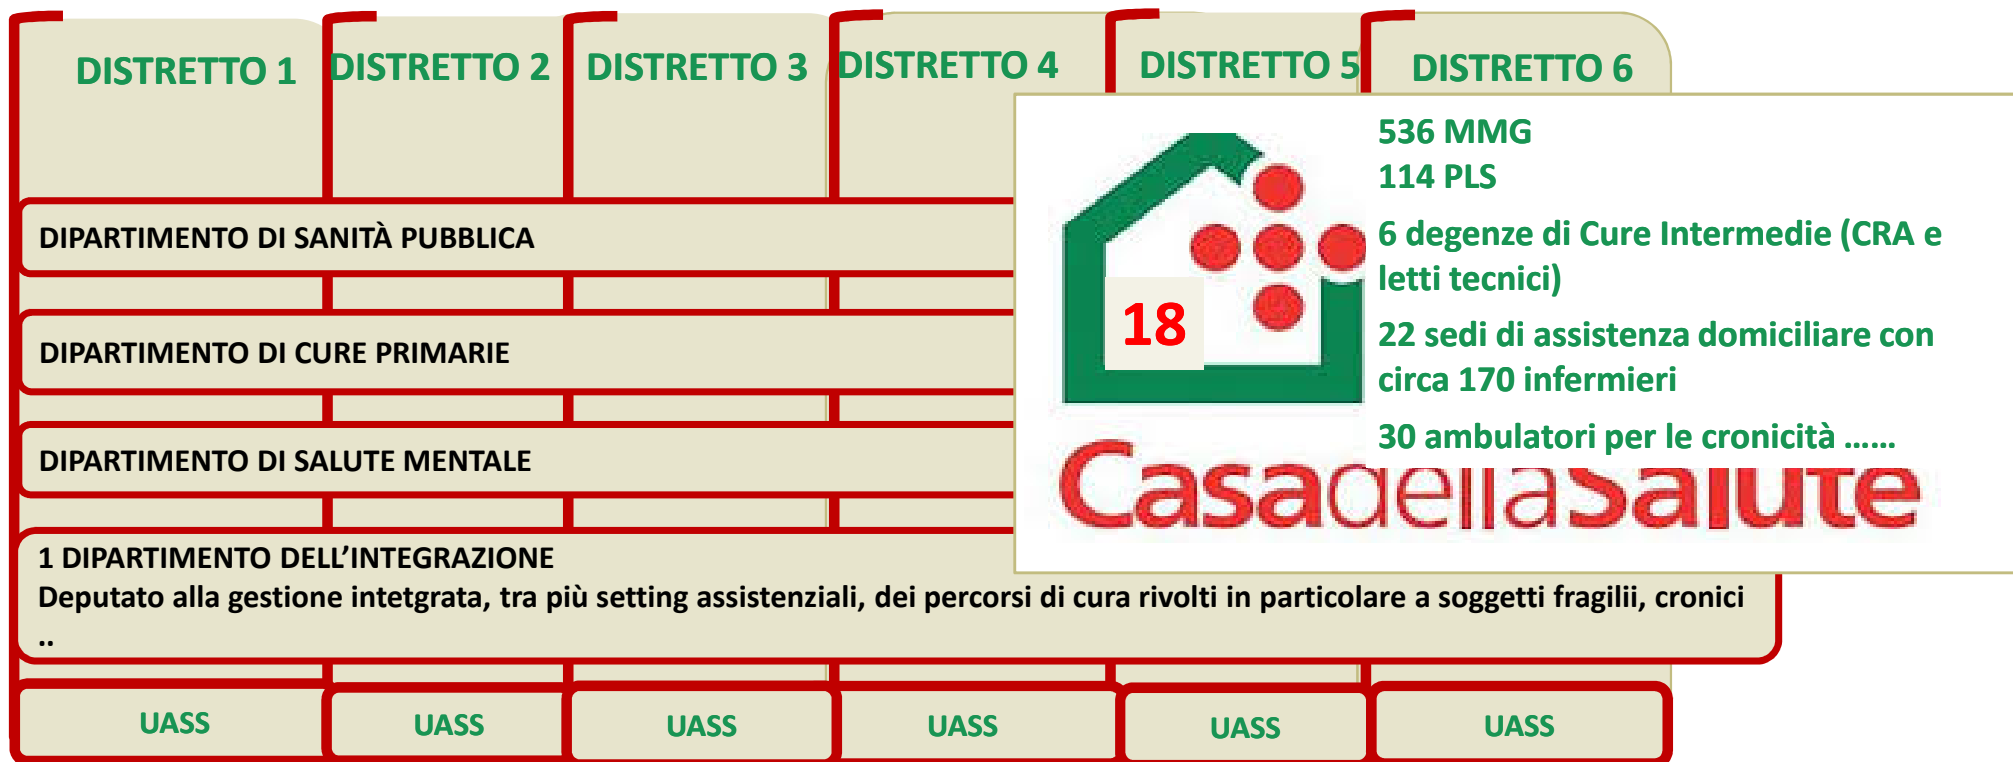 DISTRETTO 1
DISTRETTO 2
DISTRETTO 3
DISTRETTO 4
DISTRETTO 5
DISTRETTO 6
536 MMG
114 PLS
6 degenze di Cure Intermedie (CRA e
letti tecnici)
22 sedi di assistenza domiciliare con
circa 170 infermieri
30 ambulatori per le cronicità ......
18
CasadellaSalute
DIPARTIMENTO DI SANITÀ PUBBLICA
DIPARTIMENTO DI CURE PRIMARIE
DIPARTIMENTO DI SALUTE MENTALE
1 DIPARTIMENTO DELL’INTEGRAZIONE
Deputato alla gestione intetgrata, tra più setting assistenziali, dei percorsi di cura rivolti in particolare a soggetti fragilii, cronici
..
UASS
UASS
UASS
UASS
UASS
UASS